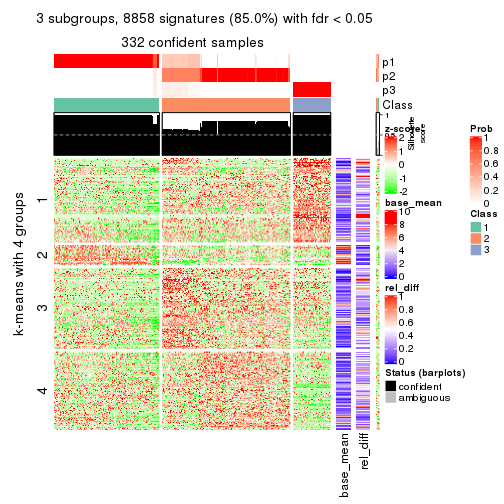 3 subgroups, 8858 signatures (85.0%) with fdr < 0.05
332 confident samples
p1
p2
p3
Class
1
0.5
Silhouette
score
k-means with 4 groups
1
2
3
4
base_mean
rel_diff
z-score
2
1
0
-1
-2
base_mean
10
8
6
4
2
0
rel_diff
1
0.8
0.6
0.4
0.2
0
Status (barplots)
confident
ambiguous
Prob
1
0.8
0.6
0.4
0.2
0
Class
1
2
3